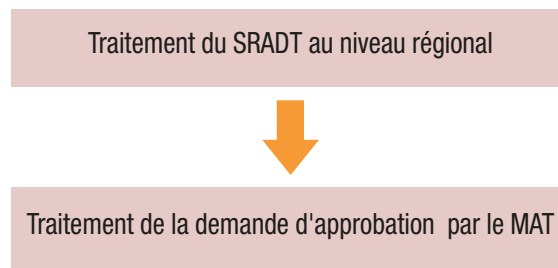 Traitement du SRADT au niveau régional
Traitement de la demande d'approbation par le MAT